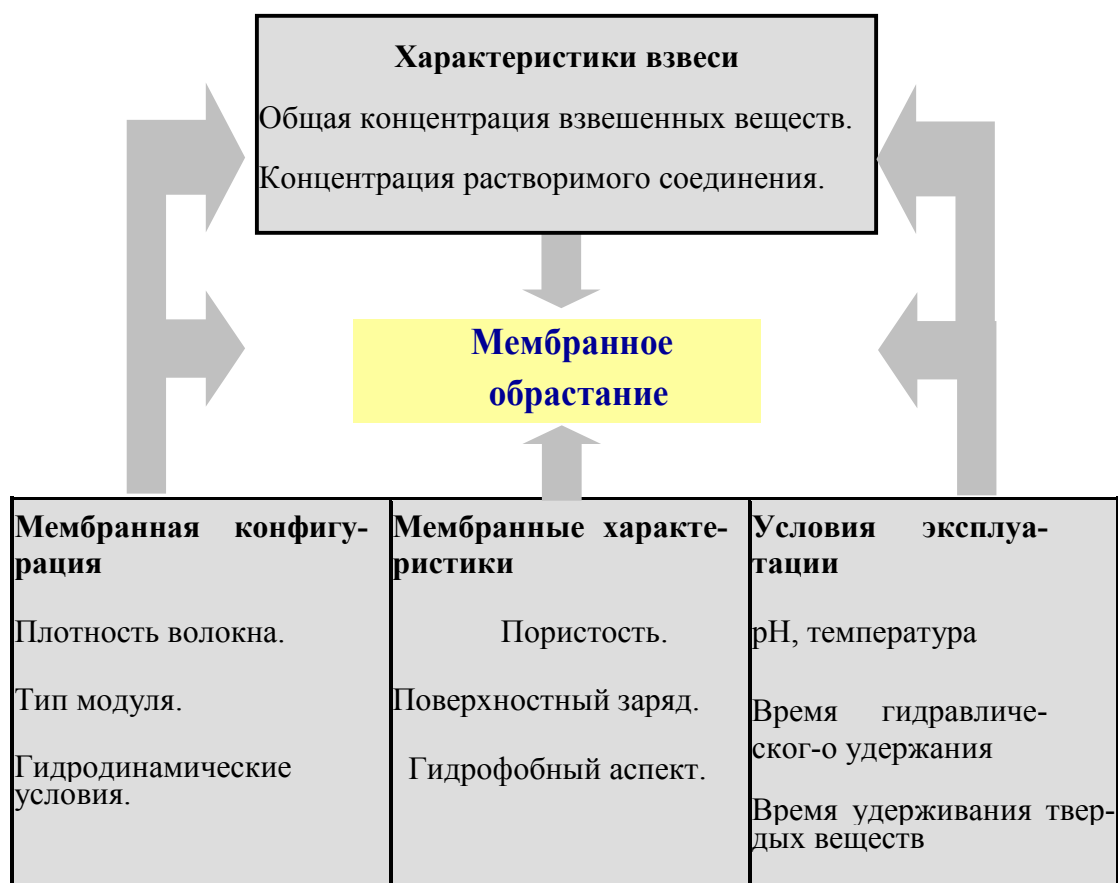 Характеристики взвеси
Общая концентрация взвешенных веществ.
Концентрация растворимого соединения.
Мембранное
обрастание
Мембранная конфигу-
рация
Плотность волокна.
Тип модуля.
Гидродинамические
условия.
Мембранные характе-
ристики
Пористость.
Поверхностный заряд.
Гидрофобный аспект.
Условия эксплуа-
тации
pH, температура
Время гидравличе-
ског-о удержания
Время удерживания твер-
дых веществ